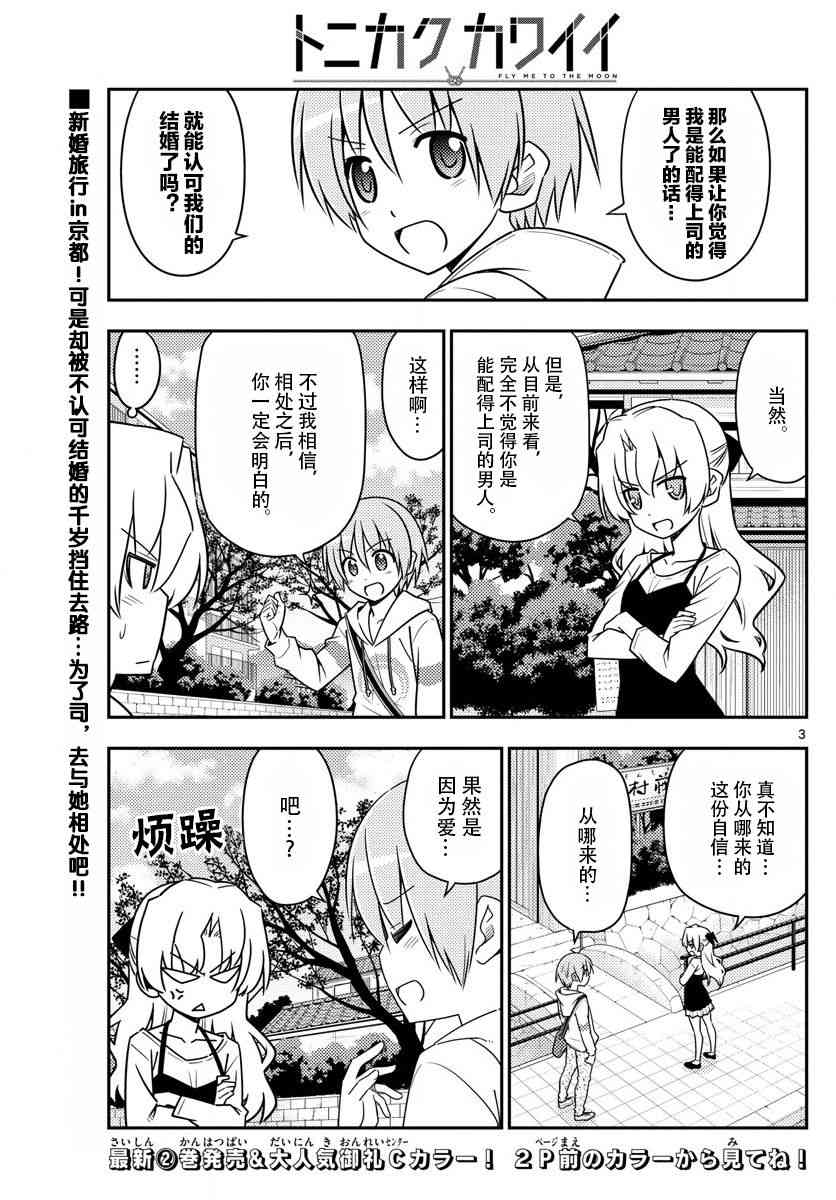 トニカクカワイイ
FLY ME TO THE MOON
■新婚旅行in京都！可是却被不认可结婚的千岁挡住去路…为了司，去与她相处吧!!
那么如果让你觉得
我是能配得上司的
男人了的话…
就能认可我们的
结婚了吗?
当然。
但是，
从目前来看，
完全不觉得你是
能配得上司的男人。
这样啊…
不过我相信，
相处之后，
你一定会明白的。
……
3
真不知道…
你从哪来的
这份自信…
从哪来的…
村荘
果然是
因为爱…
吧…?
烦躁
最新②巻発売&大人気御礼Cカラー！ 2P前のカラーから見てね！
さいしん かんはつばい だいにんき おんれいセンター ページまえ み